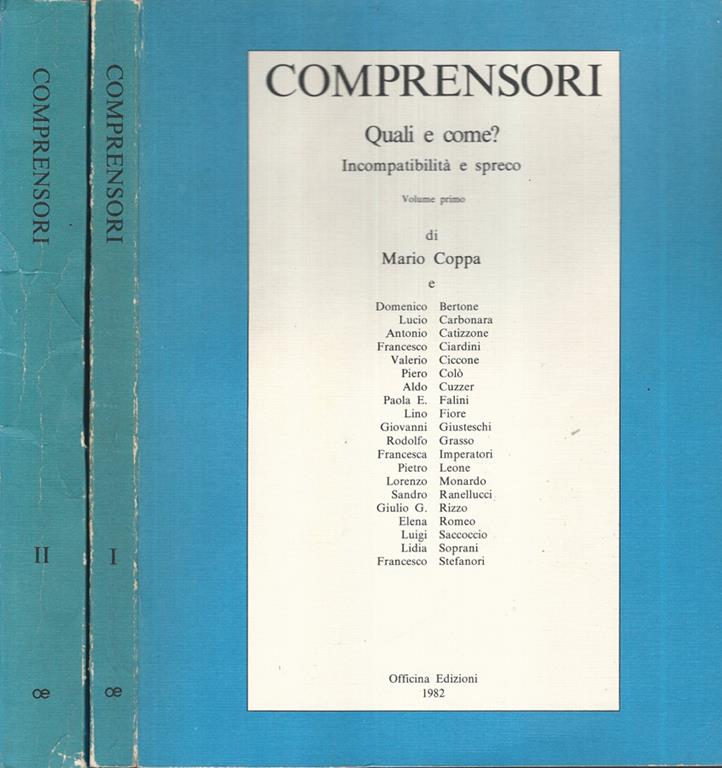 COMPRENSORI
II
œ
COMPRENSORI
I
œ
COMPRENSORI
Quali e come?
Incompatibilità e spreco
Volume primo
di
Mario Coppa
e
Domenico Bertone
Lucio Carbonara
Antonio Catizzone
Francesco Ciardini
Valerio Ciccone
Piero Colò
Aldo Cuzzer
Paola E. Falini
Lino Fiore
Giovanni Giusteschi
Rodolfo Grasso
Francesca Imperatori
Pietro Leone
Lorenzo Monardo
Sandro Ranellucci
Giulio G. Rizzo
Elena Romeo
Luigi Saccoccio
Lidia Soprani
Francesco Stefanori
Officina Edizioni
1982